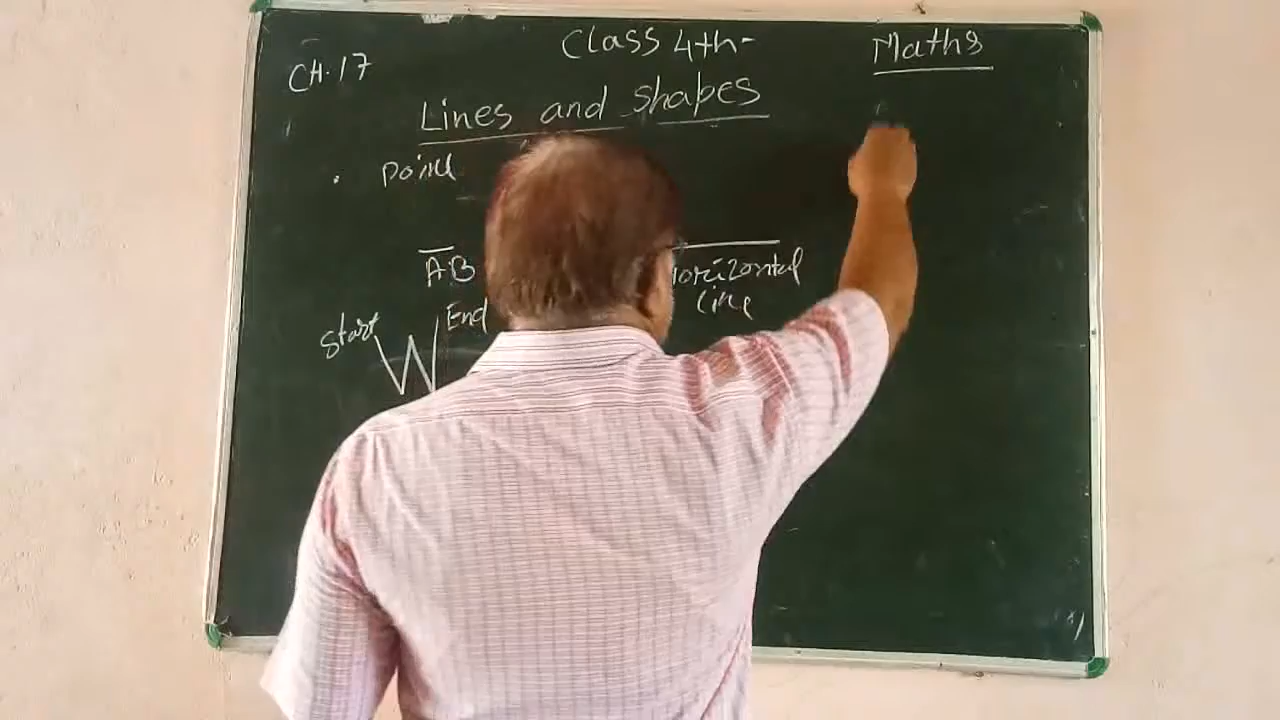 Class 4th-
Maths
CH.17
Lines and shapes
. Point
AB
Horizontal
line
Start
End